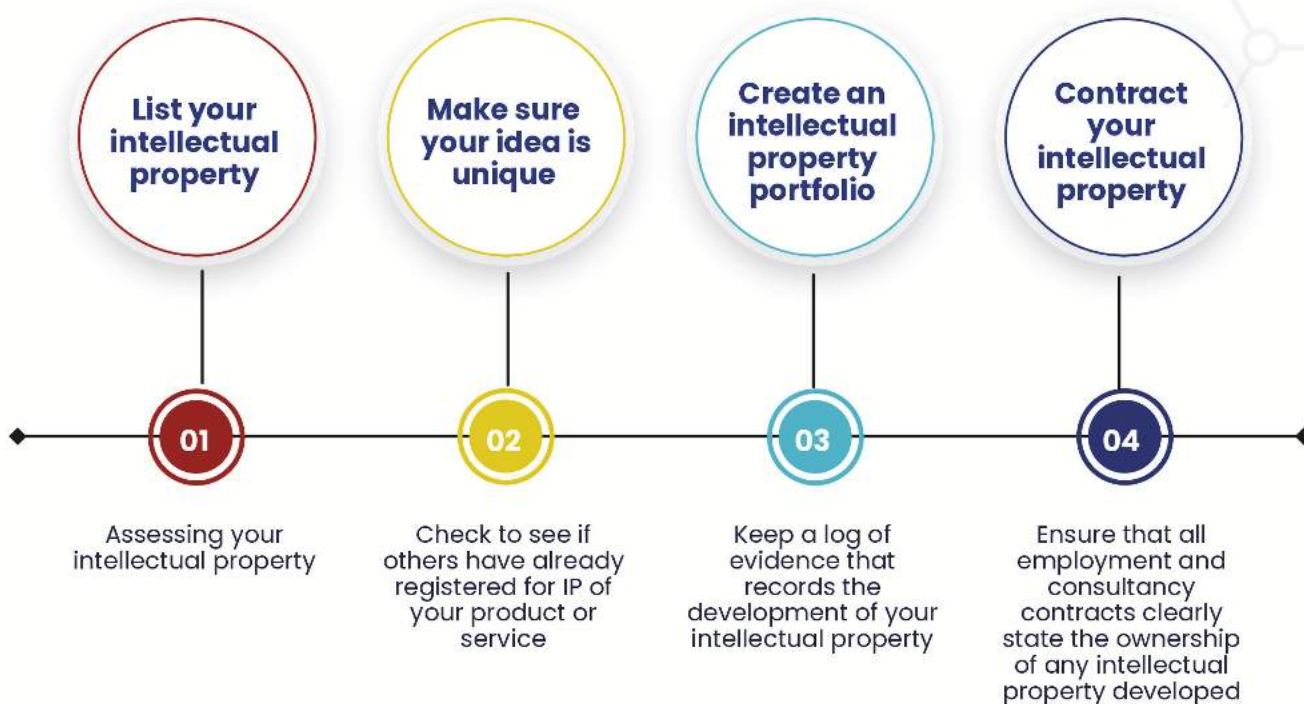 List your
intellectual
property
Make sure
your idea is
unique
Create an
intellectual
property
portfolio
Contract
your
intellectual
property
01
02
03
04
Assessing your
intellectual property
Check to see if
others have already
registered for IP of
your product or
service
Keep a log of
evidence that
records the
development of your
intellectual property
Ensure that all
employment and
consultancy
contracts clearly
state the ownership
of any intellectual
property developed